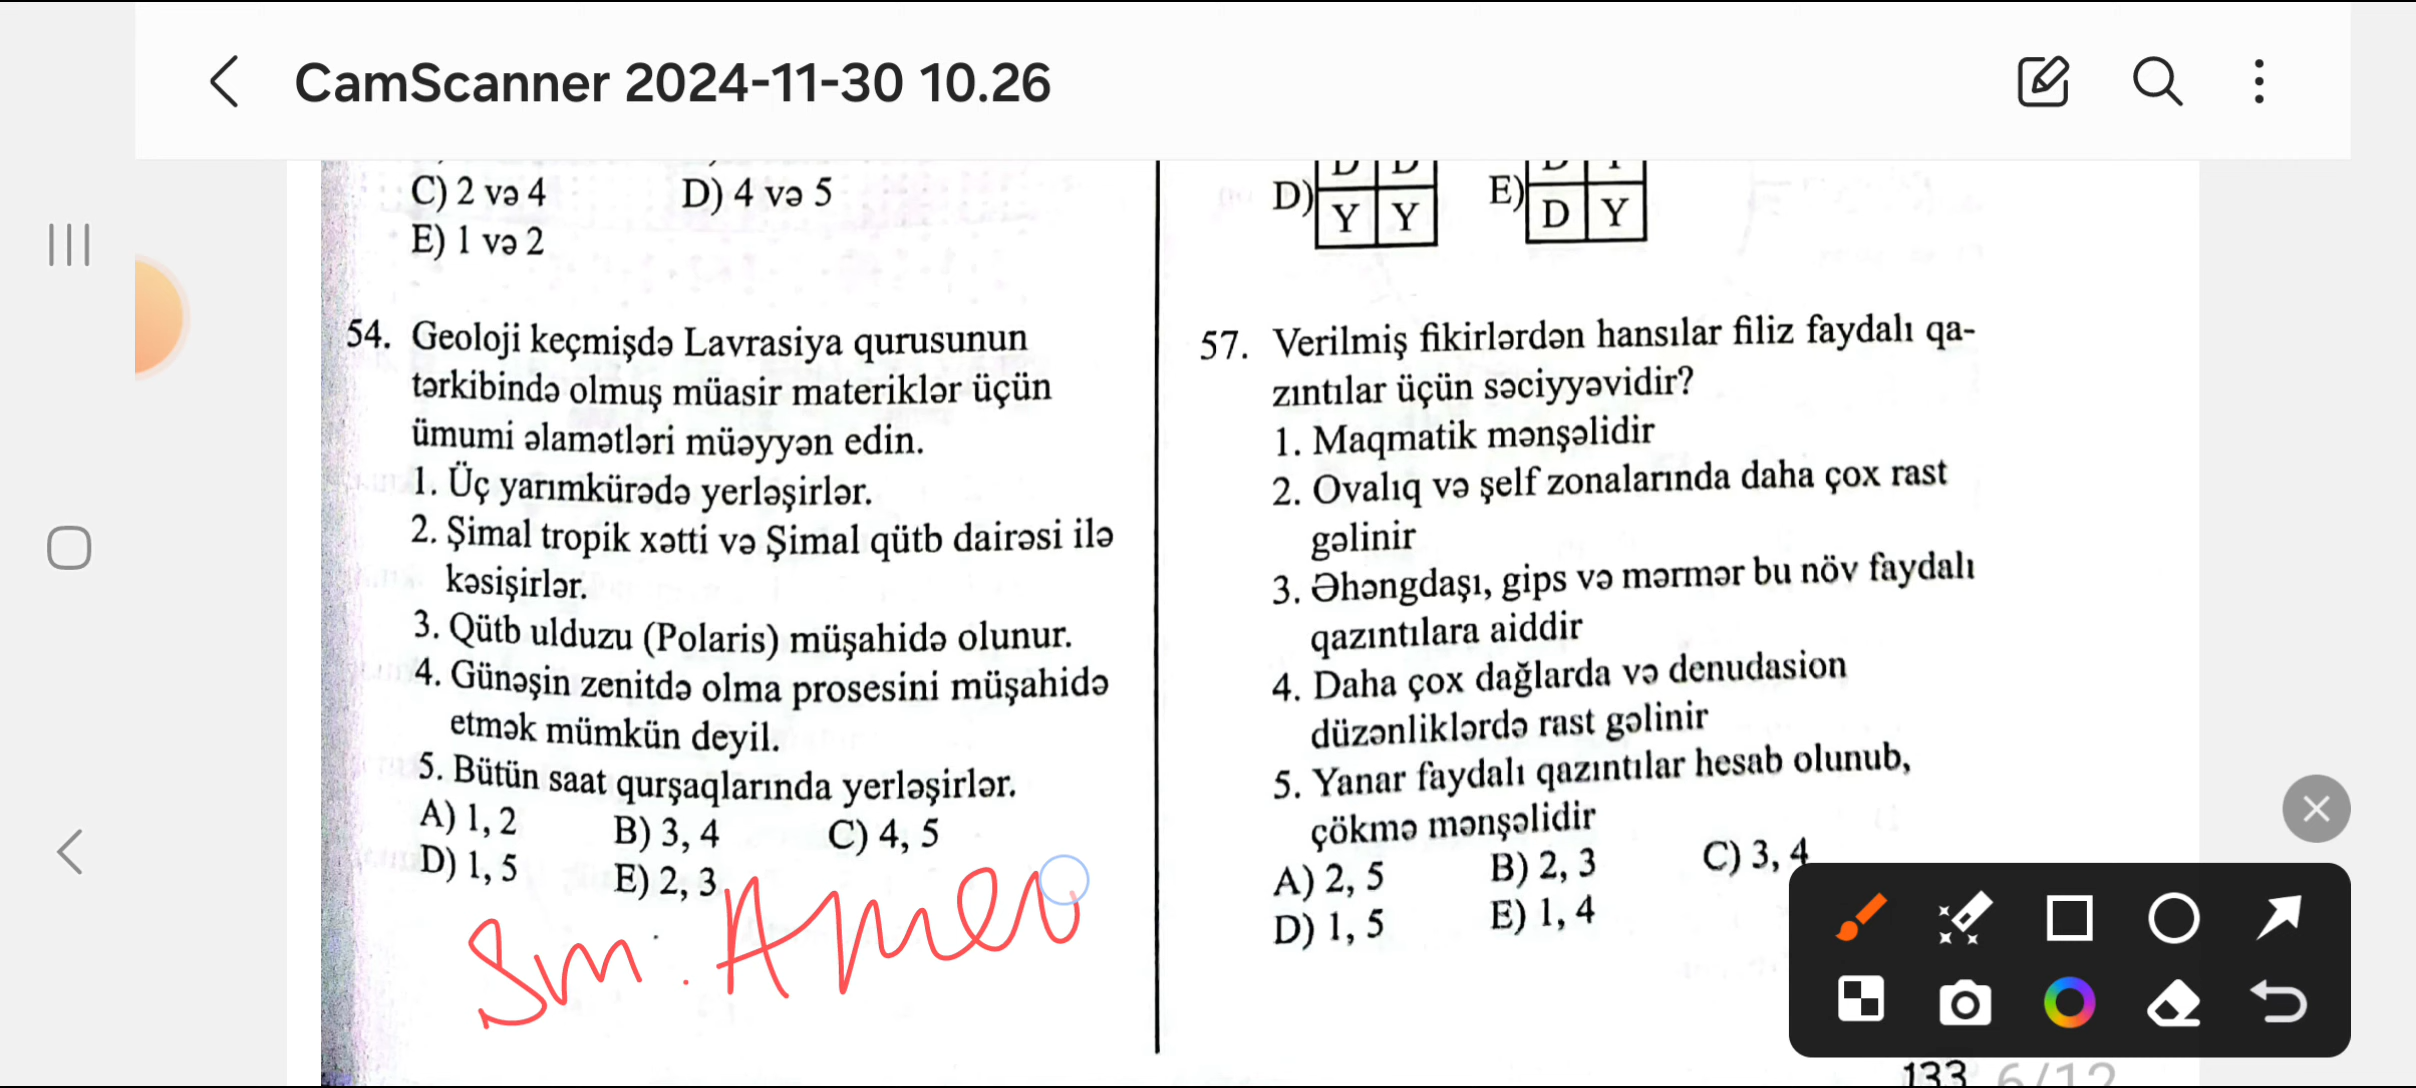 CamScanner 2024-11-30 10.26
C) 2 və 4 D) 4 və 5
E) 1 və 2
54. Geoloji keçmişdə Lavrasiya qurusunun
tərkibində olmuş müasir materiklər üçün
ümumi əlamətləri müəyyən edin.
1. Üç yarımkürədə yerləşirlər.
2. Şimal tropik xətti və Şimal qütb dairəsi ilə
kəsişirlər.
3. Qütb ulduzu (Polaris) müşahidə olunur.
4. Günəşin zenitdə olma prosesini müşahidə
etmək mümkün deyil.
5. Bütün saat qurşaqlarında yerləşirlər.
A) 1, 2 B) 3, 4 C) 4, 5
D) 1, 5 E) 2, 3
Şm. Amer
D) Y Y E) D Y
57. Verilmiş fikirlərdən hansılar filiz faydalı qa-
zıntılar üçün səciyyəvidir?
1. Maqmatik mənşəlidir
2. Ovalıq və şelf zonalarında daha çox rast
gəlinir
3. Əhəngdaşı, gips və mərmər bu növ faydalı
qazıntılara aiddir
4. Daha çox dağlarda və denudasion
düzənliklərdə rast gəlinir
5. Yanar faydalı qazıntılar hesab olunub,
çökmə mənşəlidir
A) 2, 5 B) 2, 3 C) 3, 4
D) 1, 5 E) 1, 4
133 6/12